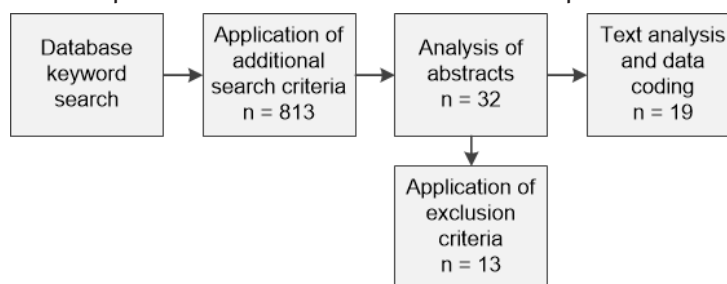 Database
keyword
search
Application of
additional
search criteria
n = 813
Analysis of
abstracts
n = 32
Text analysis
and data
coding
n = 19
Application of
exclusion
criteria
n = 13